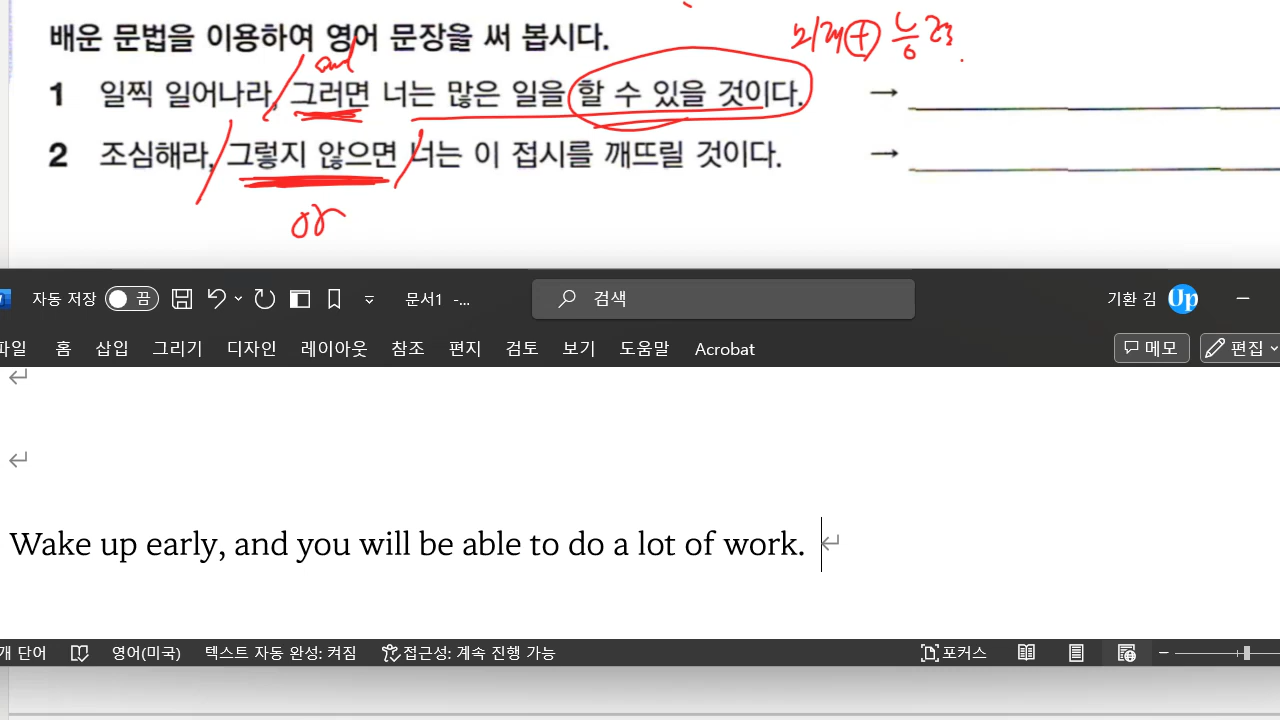 배운 문법을 이용하여 영어 문장을 써 봅시다.
미래 + 능력.
and
1 일찍 일어나라, 그러면 너는 많은 일을 할 수 있을 것이다. →
2 조심해라, 그렇지 않으면 너는 이 접시를 깨뜨릴 것이다. →
or
자동 저장 끔 문서1 -... 검색 기환 김 Up
파일 홈 삽입 그리기 디자인 레이아웃 참조 편지 검토 보기 도움말 Acrobat 메모 편집
Wake up early, and you will be able to do a lot of work.
개 단어 영어(미국) 텍스트 자동 완성: 켜짐 접근성: 계속 진행 가능 포커스